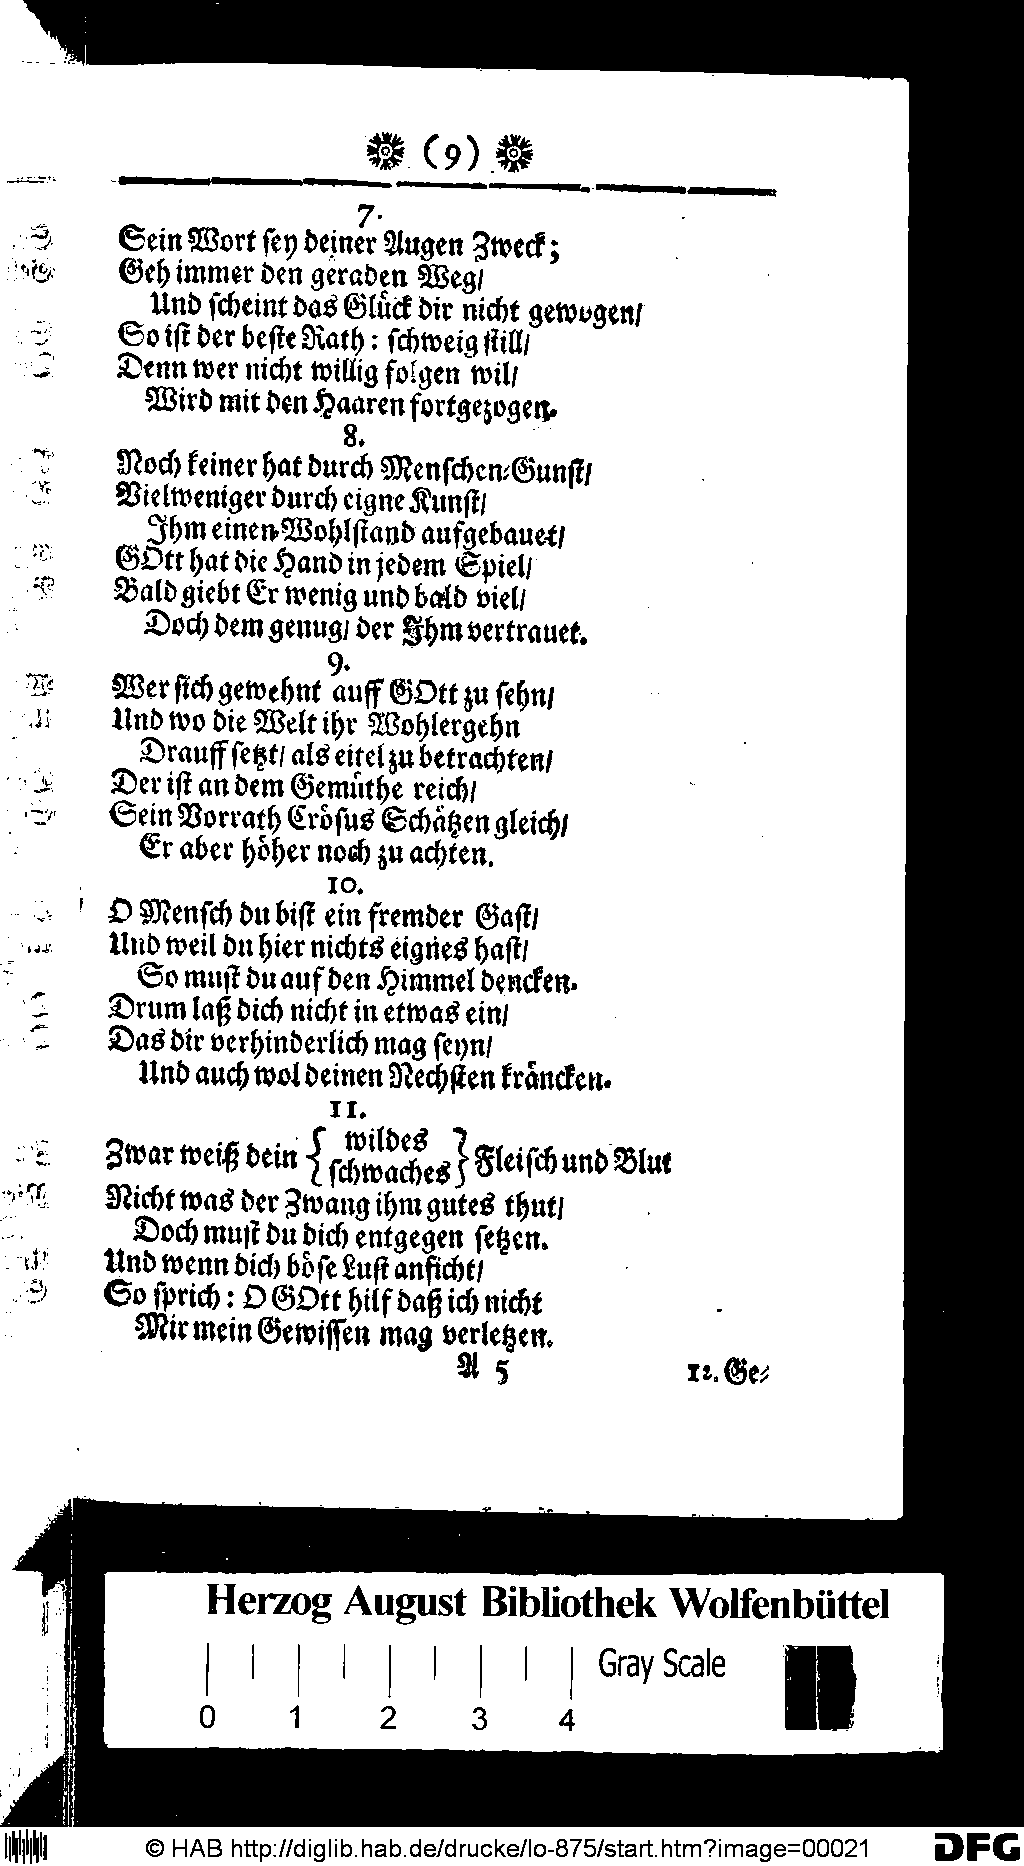 (9)
7.
Sein Wort sey deiner Augen Zweck;
Geh immer den geraden Weg/
Und scheint das Glück dir nicht gewogen/
So ist der beste Rath: schweig still/
Denn wer nicht willig folgen wil/
Wird mit den Haaren fortgezogen.
8.
Noch keiner hat durch Menschen-Gunst/
Vielweniger durch eigne Kunst/
Ihm einen Wohlstand aufgebauet/
GOtt hat die Hand in jedem Spiel/
Bald giebt Er wenig und bald viel/
Doch dem genug/ der Ihm vertrauet.
9.
Wer sich gewehnt auff GOtt zu sehn/
Und wo die Welt ihr Wohlergehn
Drauff setzt/ als eitel zu betrachten/
Der ist an dem Gemüthe reich/
Sein Vorrath Crösus Schätzen gleich/
Er aber höher noch zu achten.
10.
O Mensch du bist ein fremder Gast/
Und weil du hier nichts eignes hast/
So must du auf den Himmel dencken.
Drum laß dich nicht in etwas ein/
Das dir verhinderlich mag seyn/
Und auch wol deinen Nechsten kräncken.
11.
Zwar weiß dein { wildes schwaches } Fleisch und Blut
Nicht was der Zwang ihm gutes thut/
Doch must du dich entgegen setzen.
Und wenn dich böse Lust anficht/
So sprich: O GOtt hilf daß ich nicht
Mir mein Gewissen mag verletzen.
A 5 12. Ge-
Herzog August Bibliothek Wolfenbüttel
Gray Scale
0 1 2 3 4
© HAB http://diglib.hab.de/drucke/lo-875/start.htm?image=00021
DFG